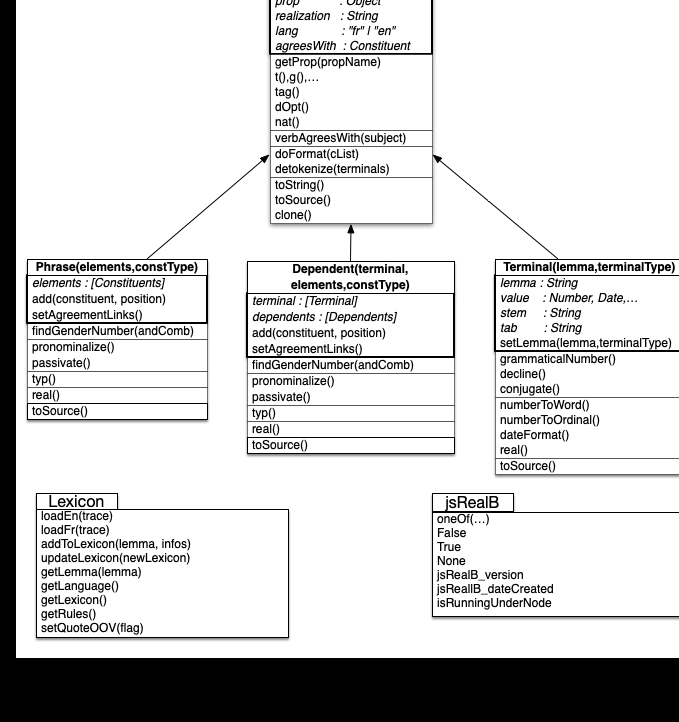 prop : Object
realization : String
lang : "fr" | "en"
agreesWith : Constituent
getProp(propName)
t(),g(),...
tag()
dOpt()
nat()
verbAgreesWith(subject)
doFormat(cList)
detokenize(terminals)
toString()
toSource()
clone()
Phrase(elements,constType)
elements : [Constituents]
add(constituent, position)
setAgreementLinks()
findGenderNumber(andComb)
pronominalize()
passivate()
typ()
real()
toSource()
Dependent(terminal,
elements,constType)
terminal : [Terminal]
dependents : [Dependents]
add(constituent, position)
setAgreementLinks()
findGenderNumber(andComb)
pronominalize()
passivate()
typ()
real()
toSource()
Terminal(lemma,terminalType)
lemma : String
value : Number, Date,...
stem : String
tab : String
setLemma(lemma,terminalType)
grammaticalNumber()
decline()
conjugate()
numberToWord()
numberToOrdinal()
dateFormat()
real()
toSource()
Lexicon
loadEn(trace)
loadFr(trace)
addToLexicon(lemma, infos)
updateLexicon(newLexicon)
getLemma(lemma)
getLanguage()
getLexicon()
getRules()
setQuoteOOV(flag)
jsRealB
oneOf(...)
False
True
None
jsRealB_version
jsReallB_dateCreated
isRunningUnderNode